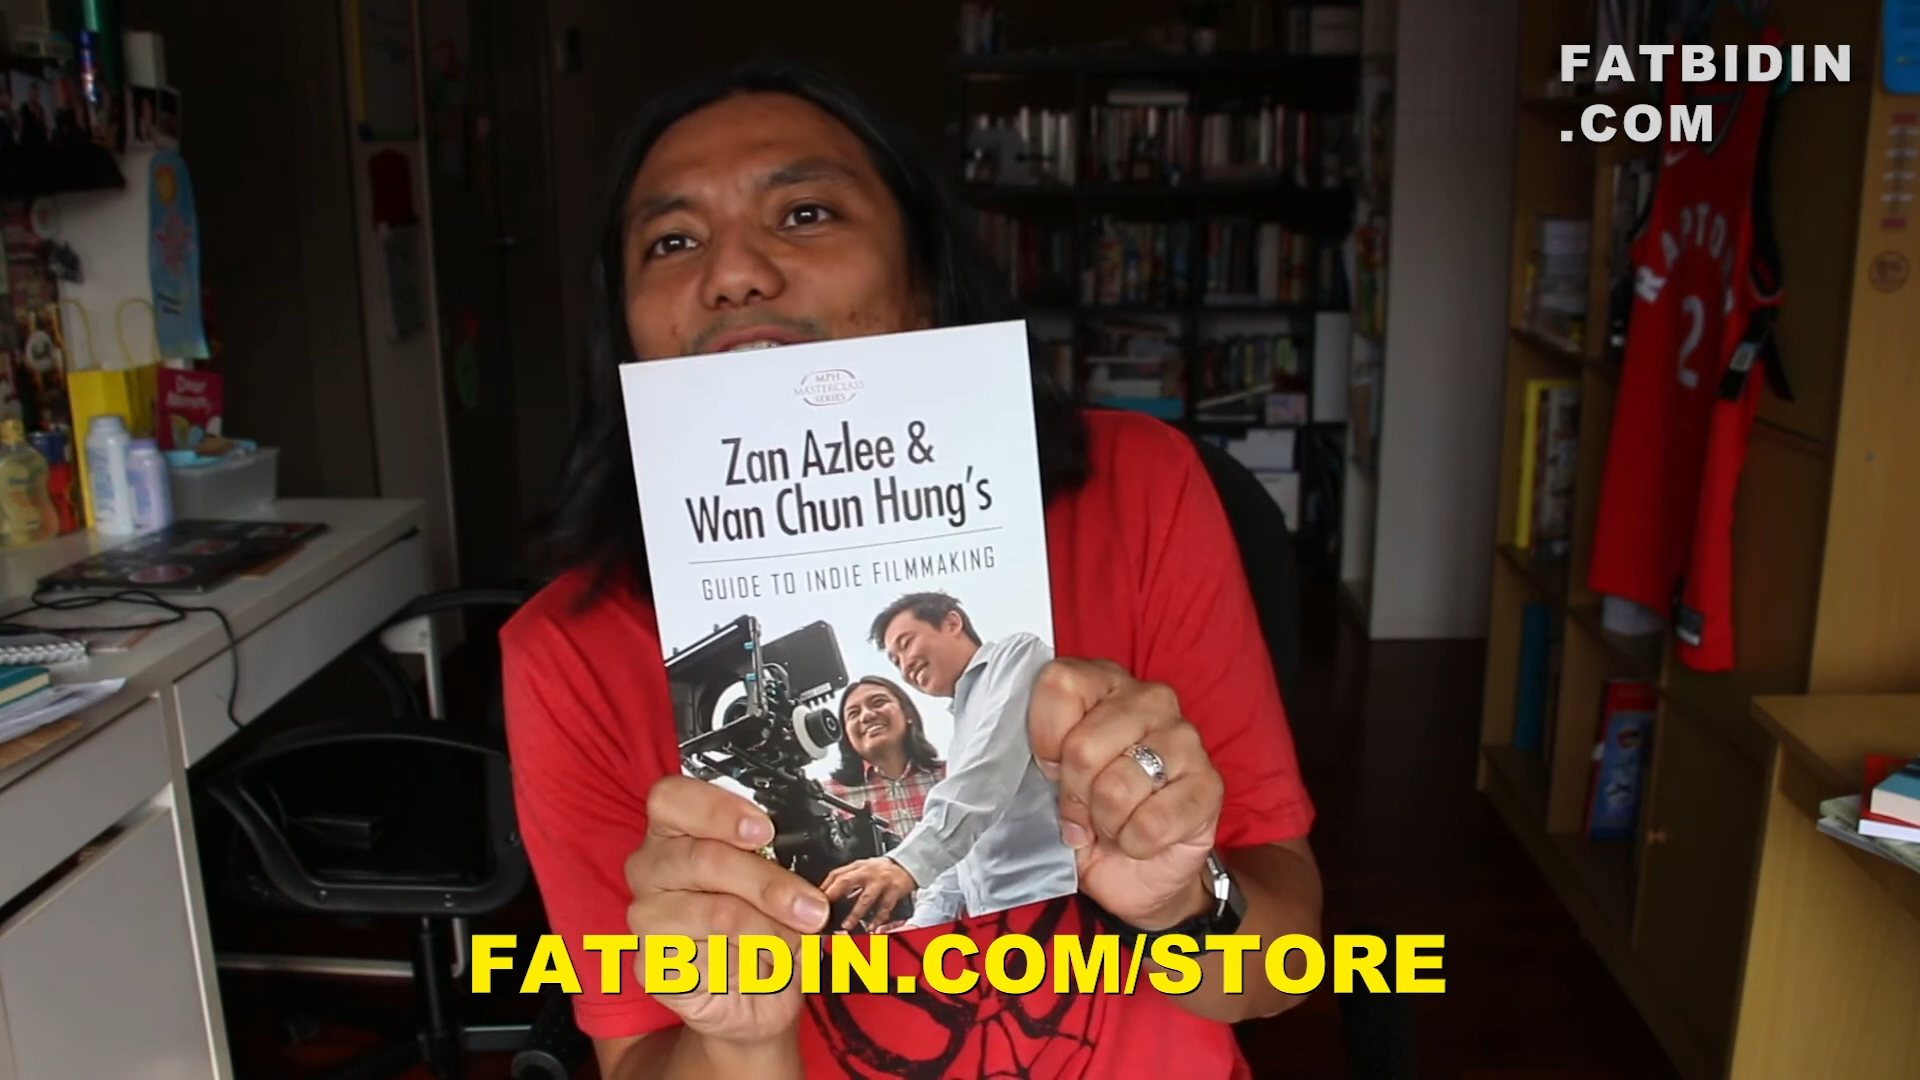 FATBIDIN
.COM
MPH
MASTERCLASS
SERIES
Zan Azlee &
Wan Chun Hung's
GUIDE TO INDIE FILMMAKING
RAPTORS
2
FATBIDIN.COM/STORE